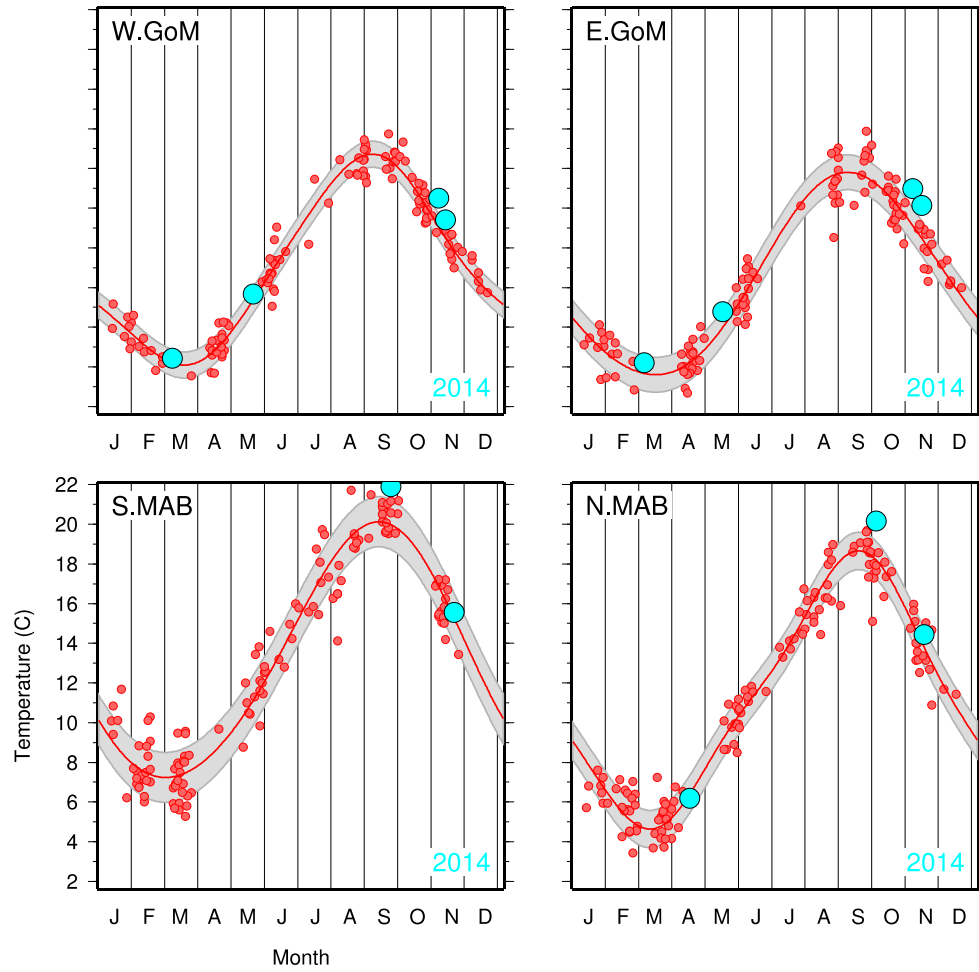 W.GoM
E.GoM
2014
2014
J F M A M J J A S O N D
J F M A M J J A S O N D
S.MAB
N.MAB
22
20
18
16
14
12
10
8
6
4
2
Temperature (C)
2014
2014
J F M A M J J A S O N D
J F M A M J J A S O N D
Month